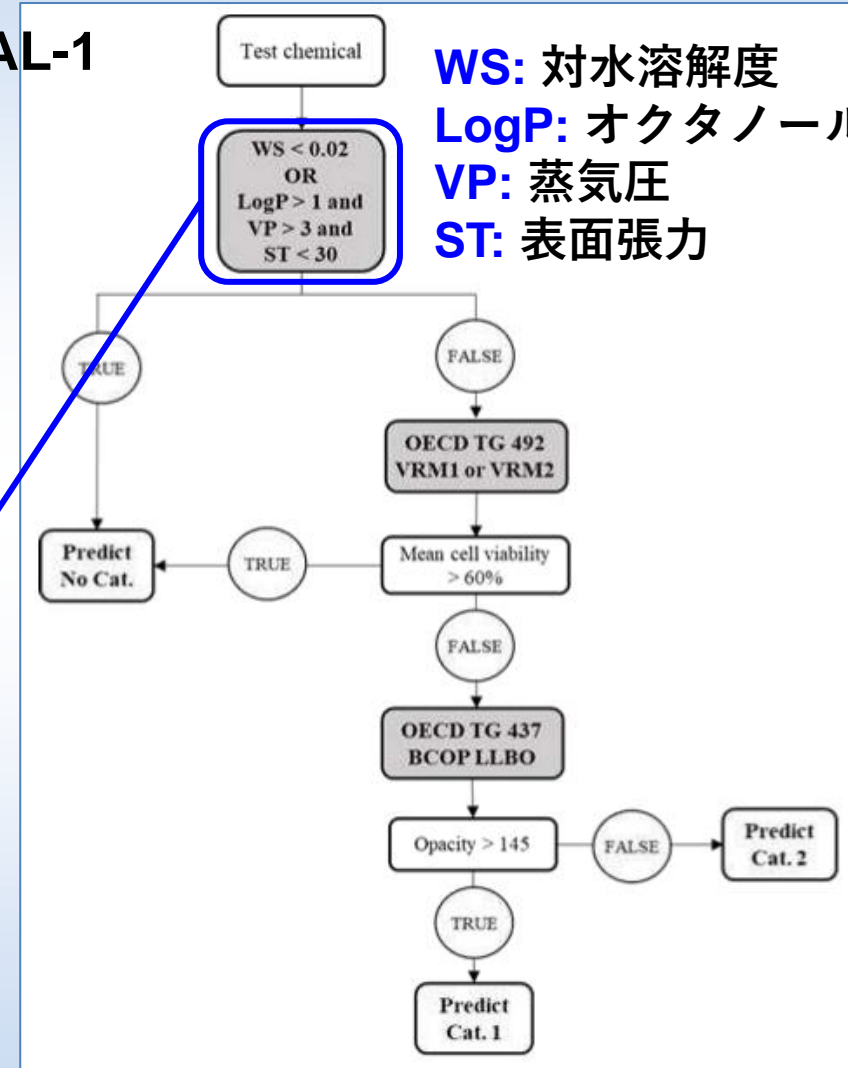 AL-1
Test chemical
WS: 対水溶解度
LogP: オクタノール
VP: 蒸気圧
ST: 表面張力
WS < 0.02
OR
LogP > 1 and
VP > 3 and
ST < 30
TRUE
FALSE
OECD TG 492
VRM1 or VRM2
Predict
No Cat.
TRUE
Mean cell viability
> 60%
FALSE
OECD TG 437
BCOP LLBO
Opacity > 145
FALSE
Predict
Cat. 2
TRUE
Predict
Cat. 1